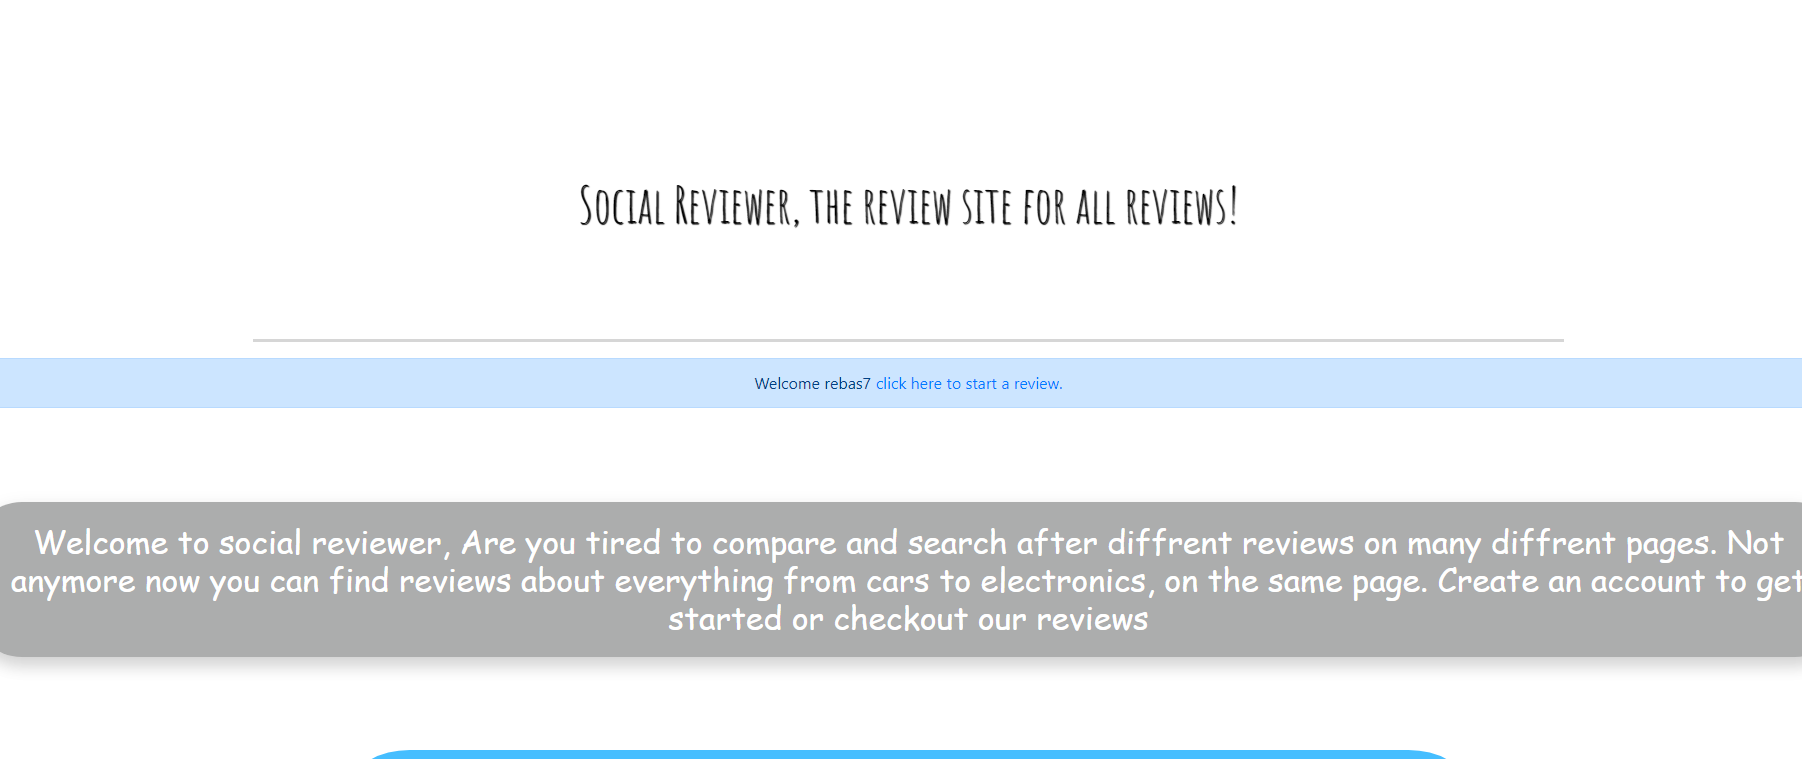 Social Reviewer, the review site for all reviews!
Welcome rebas7 click here to start a review.
Welcome to social reviewer, Are you tired to compare and search after diffrent reviews on many diffrent pages. Not
anymore now you can find reviews about everything from cars to electronics, on the same page. Create an account to get
started or checkout our reviews